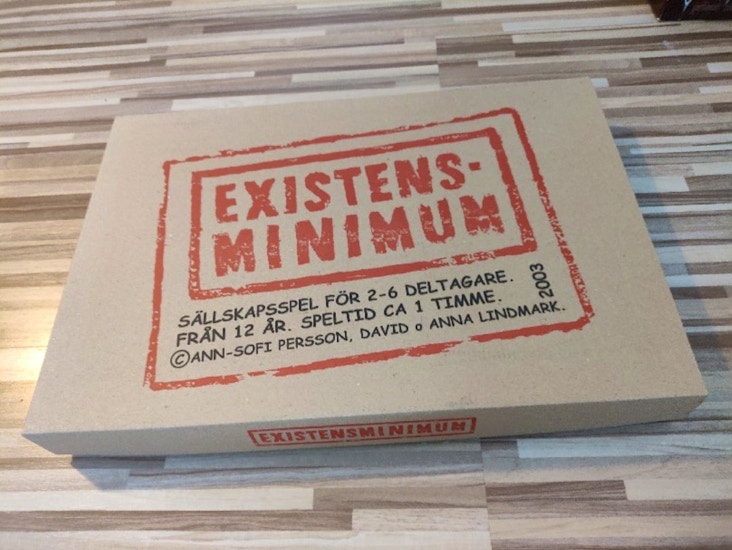 EXISTENS-
MINIMUM
SÄLLSKAPSSPEL FÖR 2-6 DELTAGARE.
FRÅN 12 ÅR. SPELTID CA 1 TIMME.
©ANN-SOFI PERSSON, DAVID o ANNA LINDMARK.
2003
EXISTENSMINIMUM